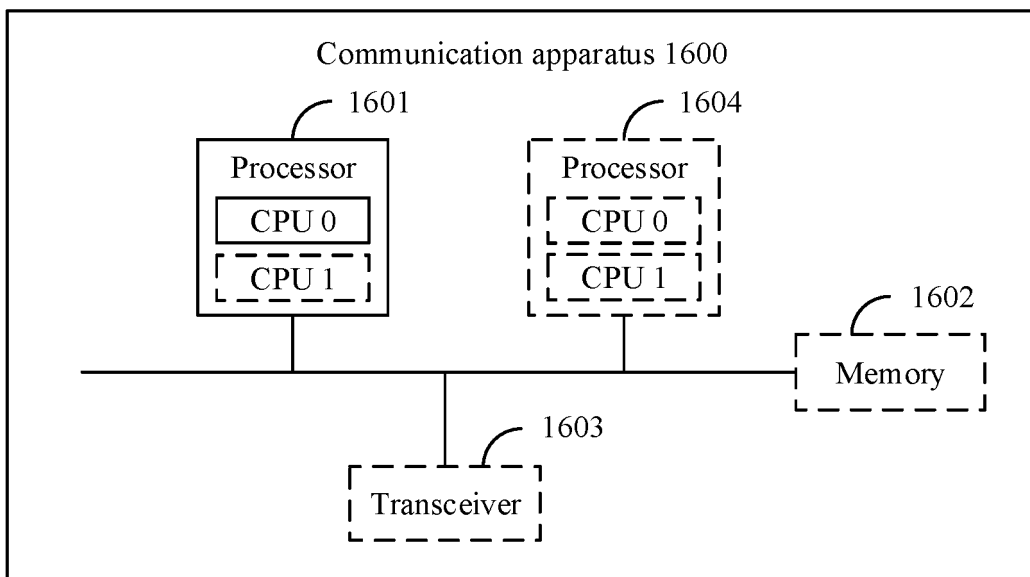 Communication apparatus 1600
1601
1604
Processor
CPU 0
CPU 1
Processor
CPU 0
CPU 1
1602
Memory
1603
Transceiver